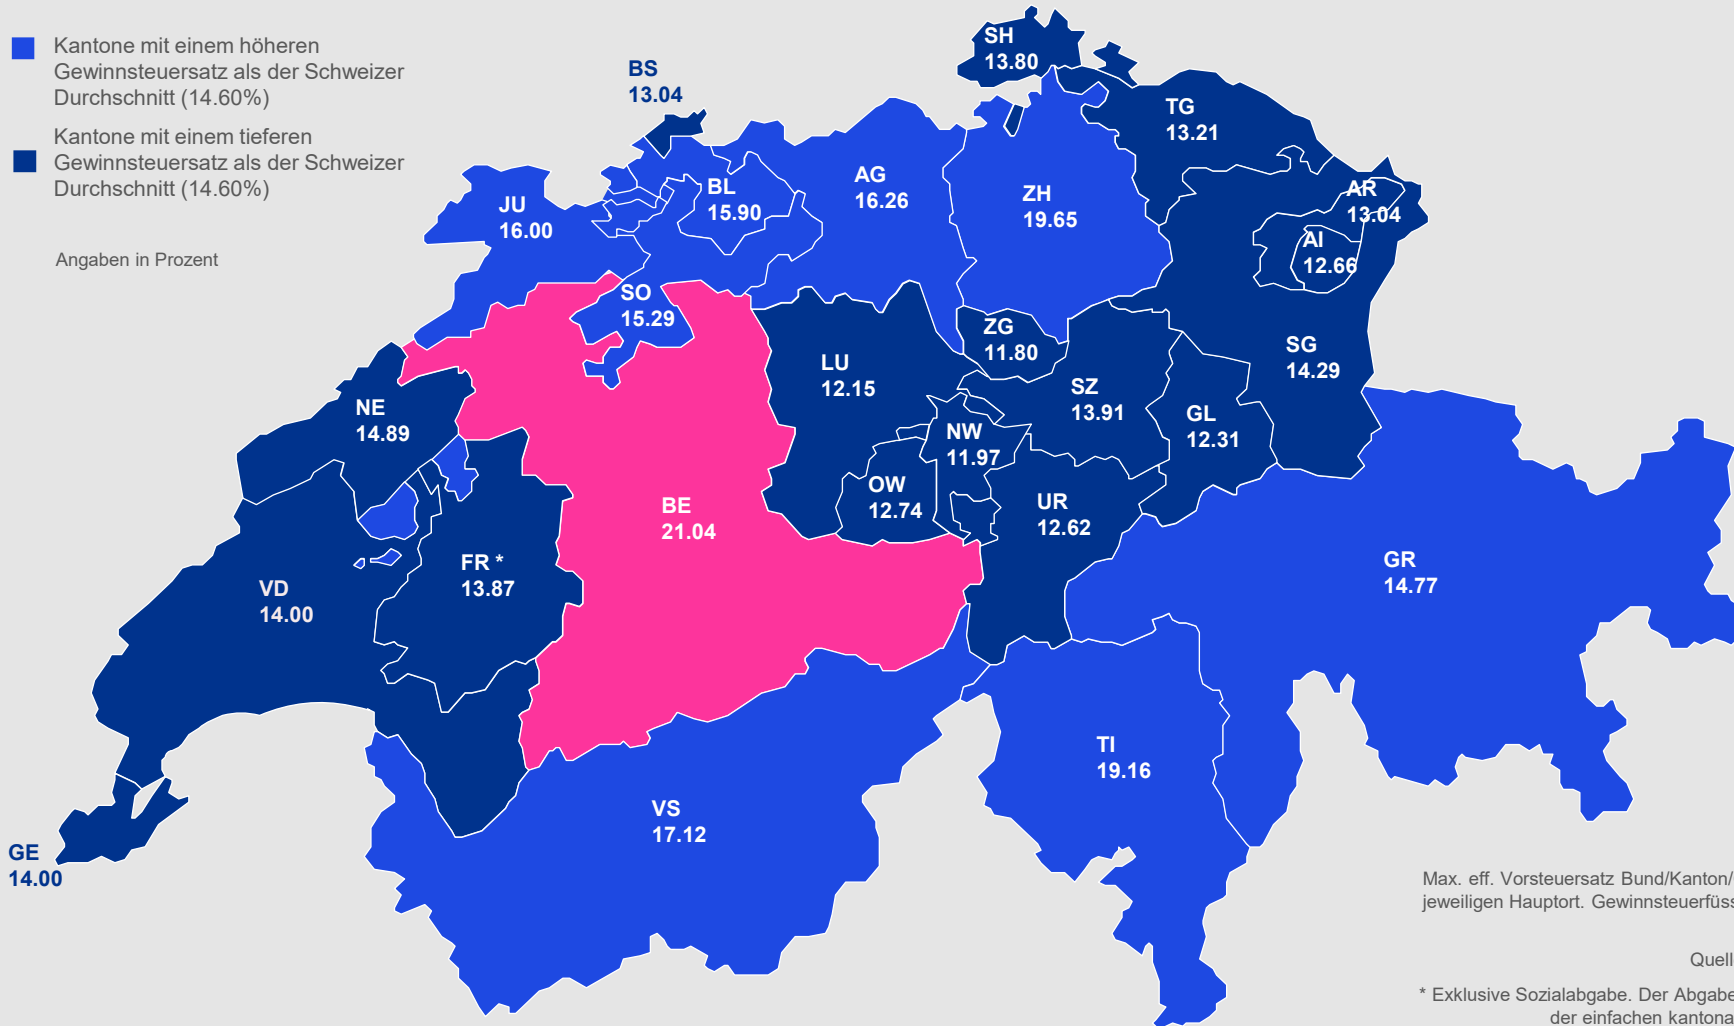 Kantone mit einem höheren
Gewinnsteuersatz als der Schweizer
Durchschnitt (14.60%)
Kantone mit einem tieferen
Gewinnsteuersatz als der Schweizer
Durchschnitt (14.60%)
Angaben in Prozent
SH
13.80
BS
13.04
TG
13.21
JU
16.00
BL
15.90
AG
16.26
ZH
19.65
AR
13.04
AI
12.66
SO
15.29
ZG
11.80
LU
12.15
SZ
13.91
SG
14.29
NE
14.89
GL
12.31
NW
11.97
OW
12.74
BE
21.04
UR
12.62
FR *
13.87
VD
14.00
GR
14.77
TI
19.16
VS
17.12
GE
14.00
Max. eff. Vorsteuersatz Bund/Kanton/
jeweiligen Hauptort. Gewinnsteuerfüss
Quell
* Exklusive Sozialabgabe. Der Abgabe
der einfachen kantona